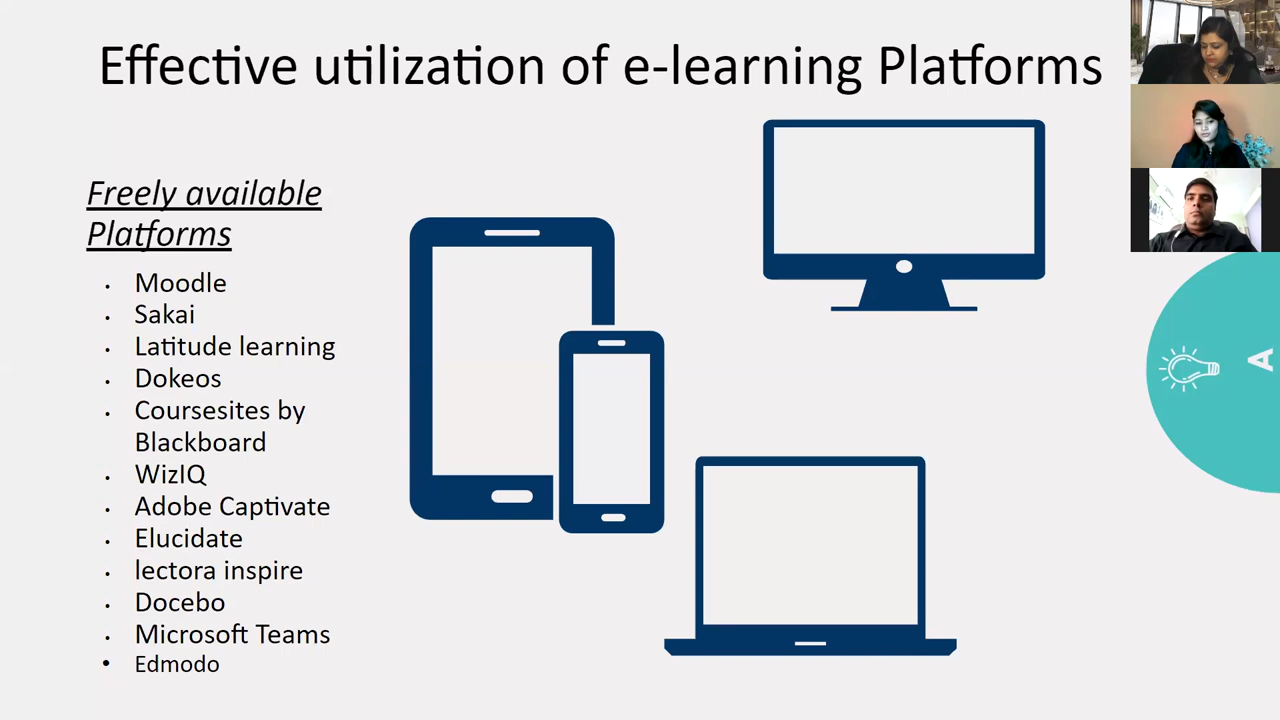 Effective utilization of e-learning Platforms
Freely available
Platforms
• Moodle
• Sakai
• Latitude learning
• Dokeos
• Coursesites by
Blackboard
• WizIQ
• Adobe Captivate
• Elucidate
• lectora inspire
• Docebo
• Microsoft Teams
• Edmodo
A